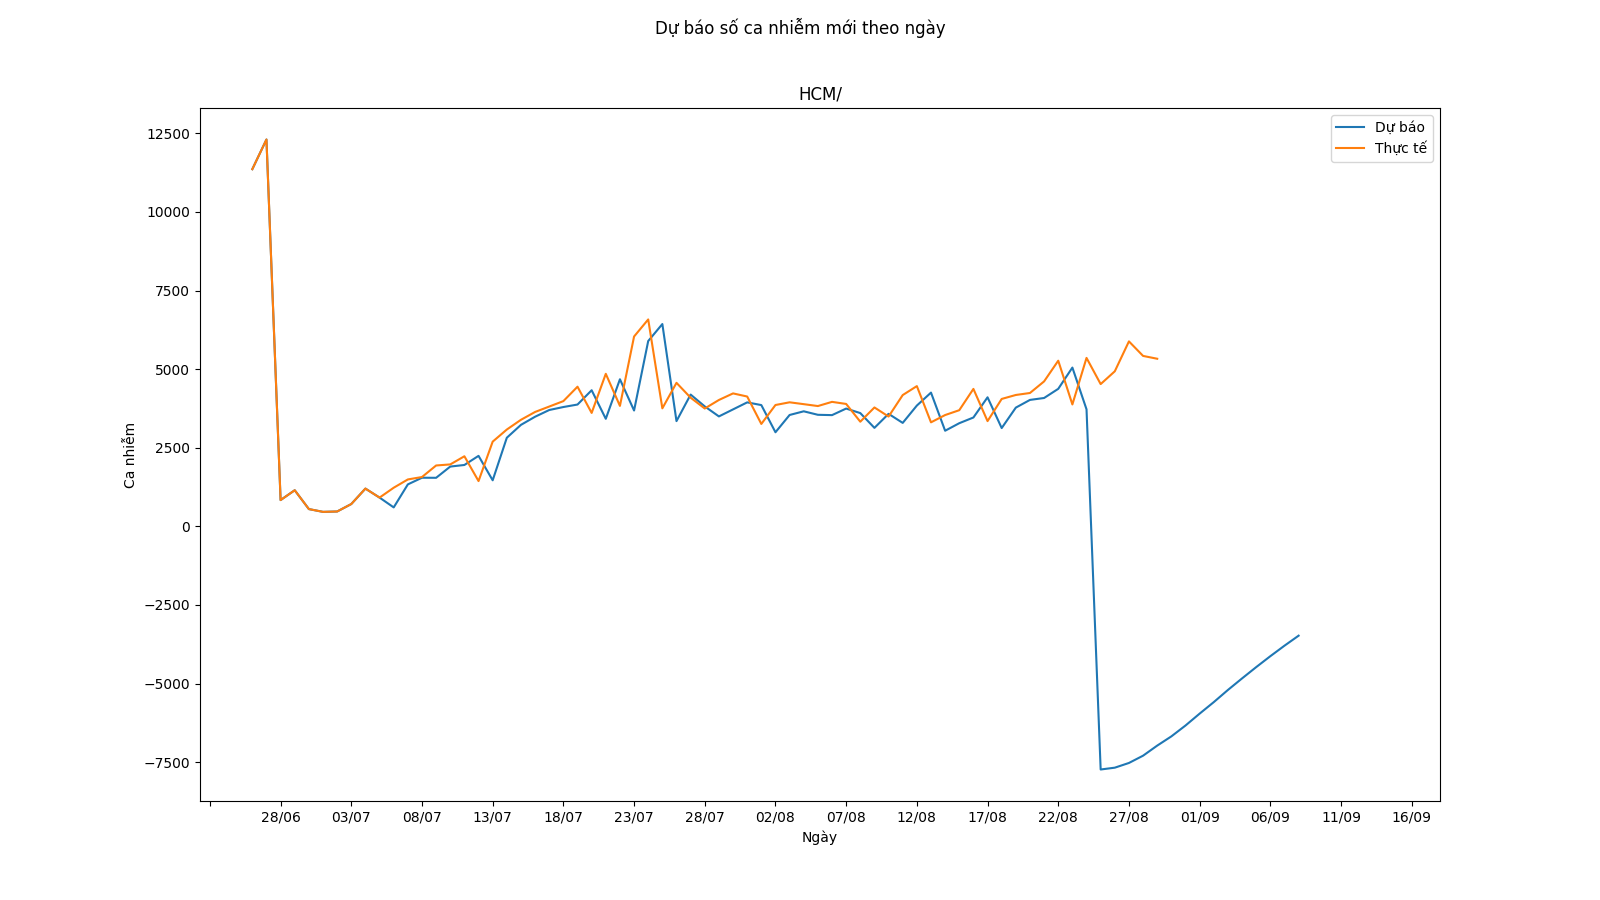 Dự báo số ca nhiễm mới theo ngày
HCM/
Dự báo
Thực tế
12500
10000
7500
5000
2500
0
−2500
−5000
−7500
Ca nhiễm
28/06 03/07 08/07 13/07 18/07 23/07 28/07 02/08 07/08 12/08 17/08 22/08 27/08 01/09 06/09 11/09 16/09
Ngày